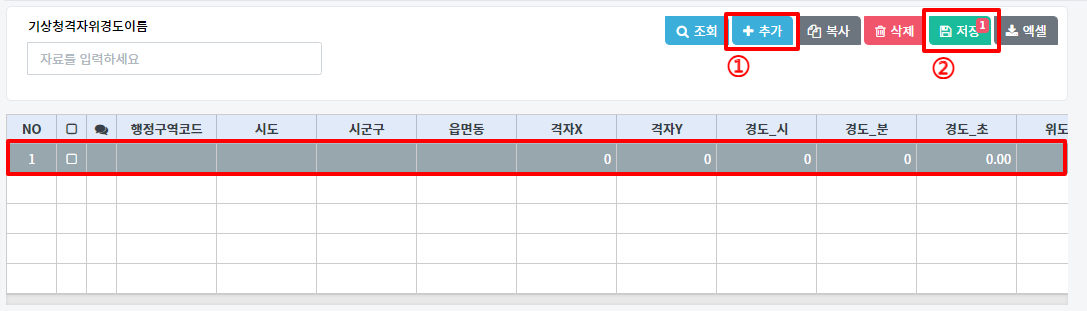 기상청격자위경도이름
조회 추가 복사 삭제 저장 1 엑셀
자료를 입력하세요
① ②
NO 행정구역코드 시도 시군구 읍면동 격자X 격자Y 경도_시 경도_분 경도_초 위도
1 0 0 0 0 0.00